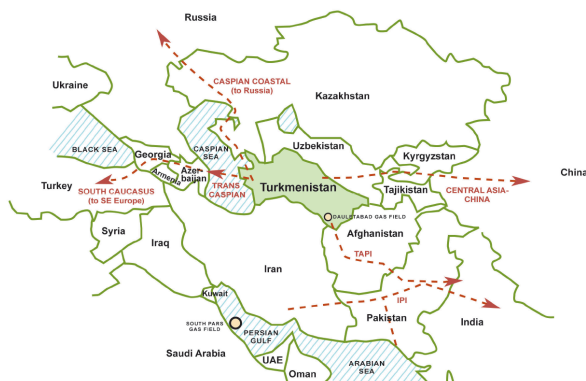 Russia
Ukraine
CASPIAN COASTAL
(to Russia)
Kazakhstan
BLACK SEA
Georgia
CASPIAN
SEA
Uzbekistan
Kyrgyzstan
China
Armenia
Azer-
baijan
Turkey
SOUTH CAUCASUS
(to SE Europe)
TRANS
CASPIAN
Turkmenistan
Tajikistan
CENTRAL ASIA-
CHINA
DAULETABAD GAS FIELD
Syria
Iraq
Afghanistan
TAPI
Iran
Kuwait
IPI
SOUTH PARS
GAS FIELD
PERSIAN
GULF
Pakistan
India
Saudi Arabia
UAE
Oman
ARABIAN
SEA